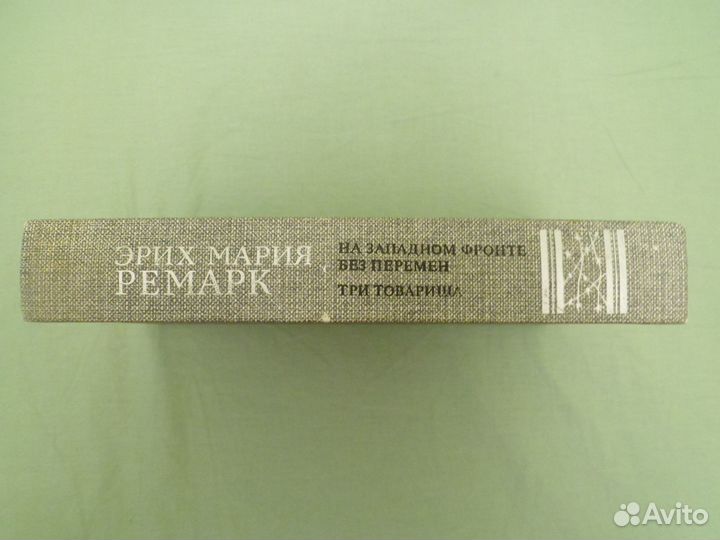 ЭРИХ МАРИЯ
РЕМАРК
НА ЗАПАДНОМ ФРОНТЕ
БЕЗ ПЕРЕМЕН
ТРИ ТОВАРИЩА
Avito